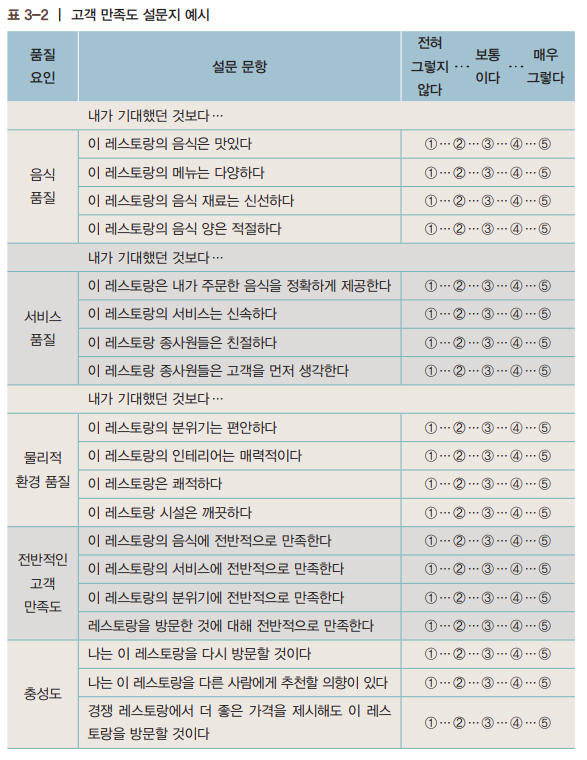 표 3-2 | 고객 만족도 설문지 예시
품질 요인 설문 문항 전혀 그렇지 않다 … 보통이다 … 매우 그렇다
내가 기대했던 것보다…
음식 품질
이 레스토랑의 음식은 맛있다 ①…②…③…④…⑤
이 레스토랑의 메뉴는 다양하다 ①…②…③…④…⑤
이 레스토랑의 음식 재료는 신선하다 ①…②…③…④…⑤
이 레스토랑의 음식 양은 적절하다 ①…②…③…④…⑤
내가 기대했던 것보다…
서비스 품질
이 레스토랑은 내가 주문한 음식을 정확하게 제공한다 ①…②…③…④…⑤
이 레스토랑의 서비스는 신속하다 ①…②…③…④…⑤
이 레스토랑 종사원들은 친절하다 ①…②…③…④…⑤
이 레스토랑 종사원들은 고객을 먼저 생각한다 ①…②…③…④…⑤
내가 기대했던 것보다…
물리적 환경 품질
이 레스토랑의 분위기는 편안하다 ①…②…③…④…⑤
이 레스토랑의 인테리어는 매력적이다 ①…②…③…④…⑤
이 레스토랑은 쾌적하다 ①…②…③…④…⑤
이 레스토랑 시설은 깨끗하다 ①…②…③…④…⑤
전반적인 고객 만족도
이 레스토랑의 음식에 전반적으로 만족한다 ①…②…③…④…⑤
이 레스토랑의 서비스에 전반적으로 만족한다 ①…②…③…④…⑤
이 레스토랑의 분위기에 전반적으로 만족한다 ①…②…③…④…⑤
레스토랑을 방문한 것에 대해 전반적으로 만족한다 ①…②…③…④…⑤
충성도
나는 이 레스토랑을 다시 방문할 것이다 ①…②…③…④…⑤
나는 이 레스토랑을 다른 사람에게 추천할 의향이 있다 ①…②…③…④…⑤
경쟁 레스토랑에서 더 좋은 가격을 제시해도 이 레스
토랑을 방문할 것이다 ①…②…③…④…⑤